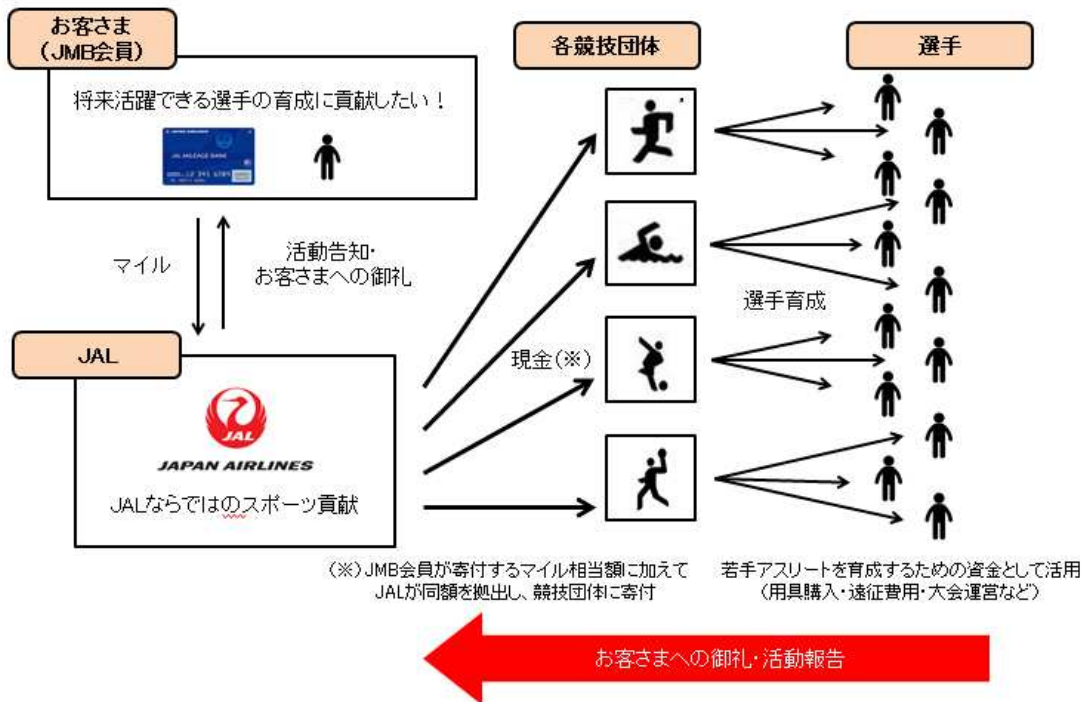 お客さま
(JMB会員)
将来活躍できる選手の育成に貢献したい！
JAPAN AIRLINES
JAL MILEAGE BANK
マイル
活動告知・
お客さまへの御礼
JAL
JAL
JAPAN AIRLINES
JALならではのスポーツ貢献
各競技団体
現金(※)
選手
選手育成
(※)JMB会員が寄付するマイル相当額に加えて
JALが同額を拠出し、競技団体に寄付
若手アスリートを育成するための資金として活用
(用具購入・遠征費用・大会運営など)
お客さまへの御礼・活動報告